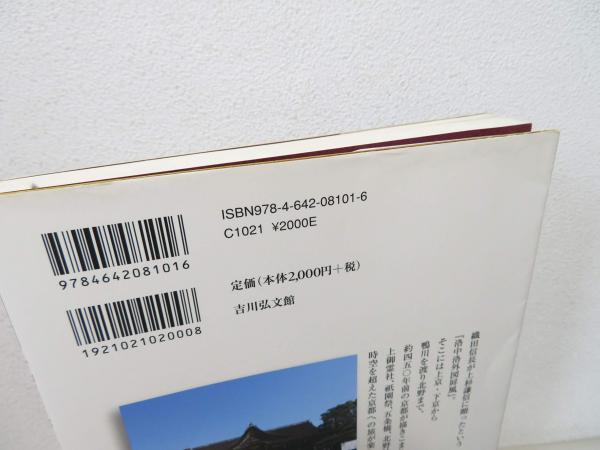 ISBN978-4-642-08101-6
C1021 ¥2000E
9784642081016
定価(本体2,000円+税)
1921021020008
吉川弘文館
織田信長が上杉謙信に贈ったという
『洛中洛外図屏風』。
そこには上京・下京から
鴨川を渡り北野まで、
約四五〇年前の京都が描きこま
上御霊社、祇園祭、五条橋、北野
時空を超えた京都への旅が楽